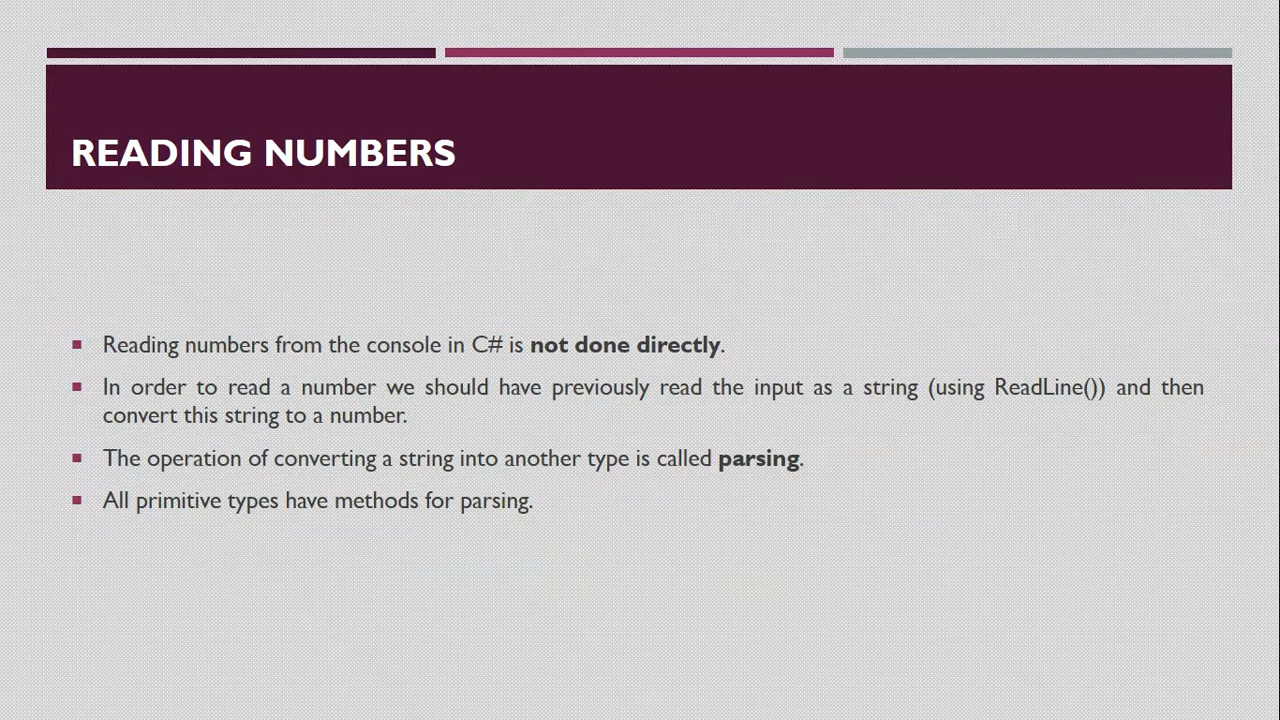 READING NUMBERS
Reading numbers from the console in C# is not done directly.
In order to read a number we should have previously read the input as a string (using ReadLine()) and then
convert this string to a number.
The operation of converting a string into another type is called parsing.
All primitive types have methods for parsing.